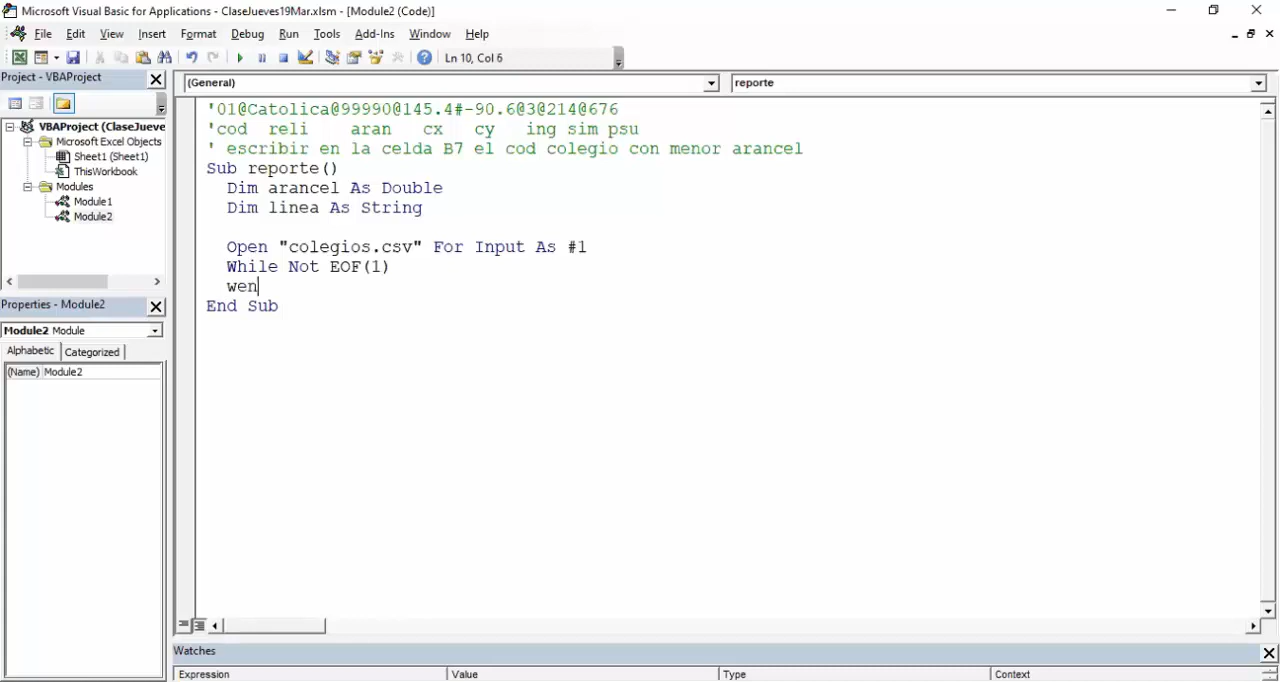 Microsoft Visual Basic for Applications - ClaseJueves19Mar.xlsm - [Module2 (Code)]
File Edit View Insert Format Debug Run Tools Add-Ins Window Help
Ln 10, Col 6
Project - VBAProject
(General) reporte
VBAProject (ClaseJueve
Microsoft Excel Objects
Sheet1 (Sheet1)
ThisWorkbook
Modules
Module1
Module2
Properties - Module2
Module2 Module
Alphabetic Categorized
(Name) Module2
'01@Catolica@99990@145.4#-90.6@3@214@676
'cod reli aran cx cy ing sim psu
' escribir en la celda B7 el cod colegio con menor arancel
Sub reporte()
Dim arancel As Double
Dim linea As String
Open "colegios.csv" For Input As #1
While Not EOF(1)
wen
End Sub
Watches
Expression Value Type Context